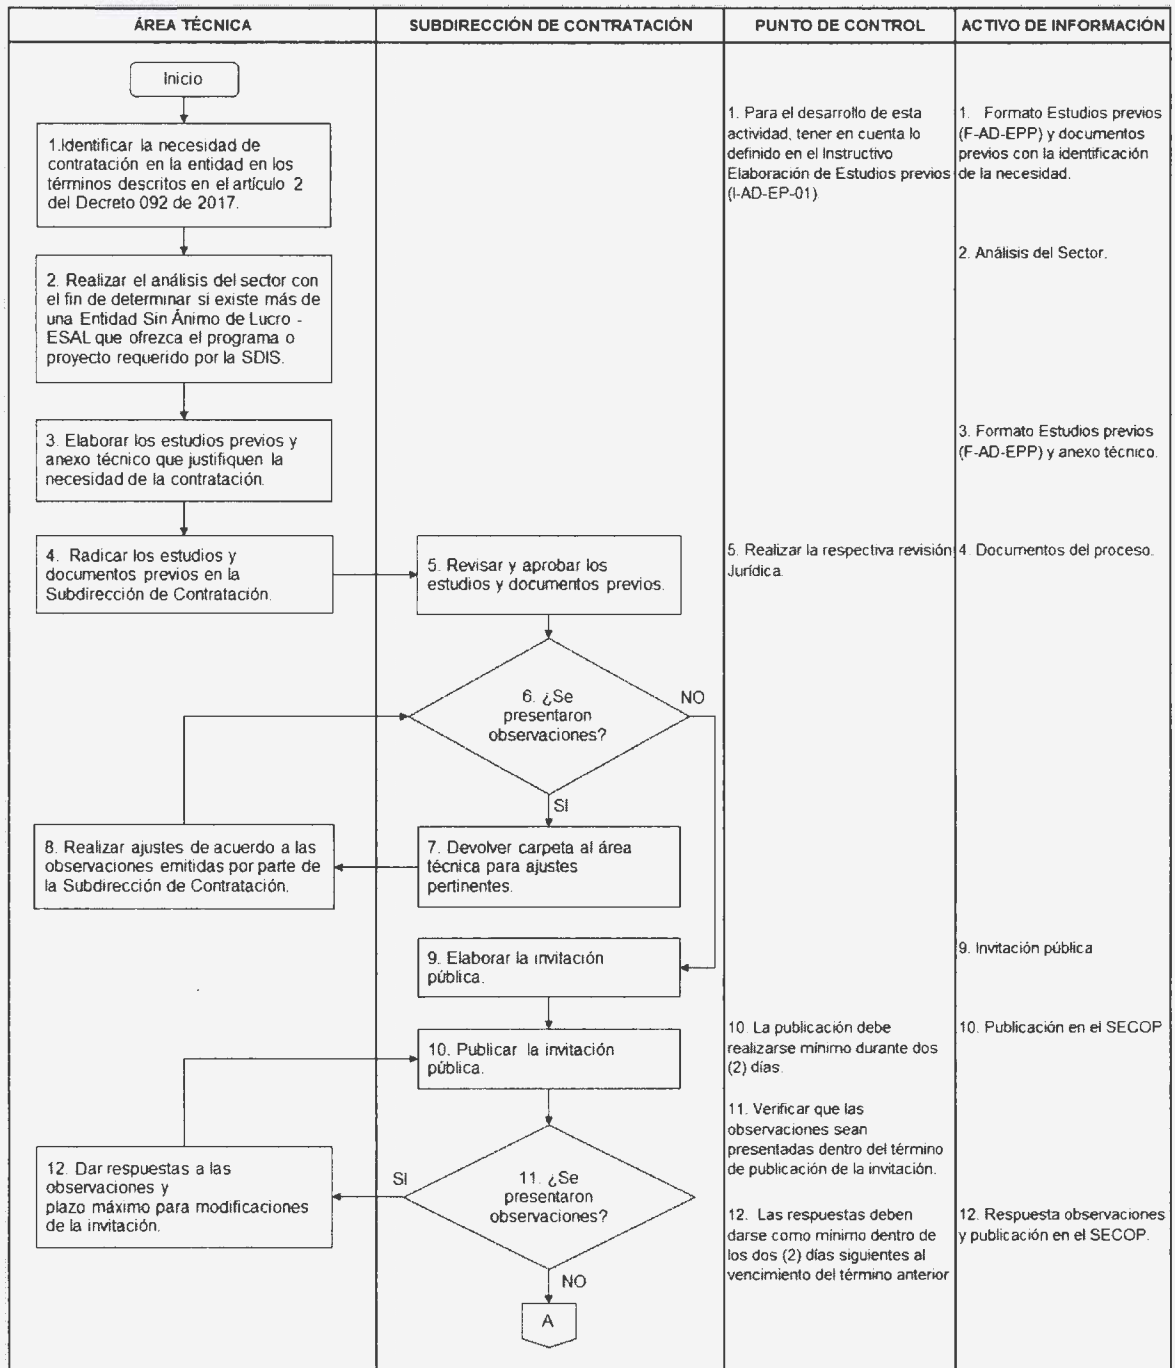 ÁREA TÉCNICA
SUBDIRECCIÓN DE CONTRATACIÓN
PUNTO DE CONTROL
ACTIVO DE INFORMACIÓN
Inicio
1.Identificar la necesidad de
contratación en la entidad en los
términos descritos en el artículo 2
del Decreto 092 de 2017.
1. Para el desarrollo de esta
actividad, tener en cuenta lo
definido en el Instructivo
Elaboración de Estudios previos
(I-AD-EP-01).
1. Formato Estudios previos
(F-AD-EPP) y documentos
previos con la identificación
de la necesidad.
2. Realizar el análisis del sector con
el fin de determinar si existe más de
una Entidad Sin Ánimo de Lucro -
ESAL que ofrezca el programa o
proyecto requerido por la SDIS.
2. Análisis del Sector.
3. Elaborar los estudios previos y
anexo técnico que justifiquen la
necesidad de la contratación.
3. Formato Estudios previos
(F-AD-EPP) y anexo técnico.
4. Radicar los estudios y
documentos previos en la
Subdirección de Contratación.
5. Revisar y aprobar los
estudios y documentos previos.
5. Realizar la respectiva revisión
Jurídica.
4. Documentos del proceso.
6. ¿Se
presentaron
observaciones?
NO
SI
7. Devolver carpeta al área
técnica para ajustes
pertinentes.
8. Realizar ajustes de acuerdo a las
observaciones emitidas por parte de
la Subdirección de Contratación.
9. Elaborar la invitación
pública.
9. Invitación pública
10. Publicar la invitación
pública.
10. La publicación debe
realizarse mínimo durante dos
(2) días.
10. Publicación en el SECOP
11. ¿Se
presentaron
observaciones?
11. Verificar que las
observaciones sean
presentadas dentro del término
de publicación de la invitación.
SI
12. Dar respuestas a las
observaciones y
plazo máximo para modificaciones
de la invitación.
12. Las respuestas deben
darse como mínimo dentro de
los dos (2) días siguientes al
vencimiento del término anterior
12. Respuesta observaciones
y publicación en el SECOP.
NO
A